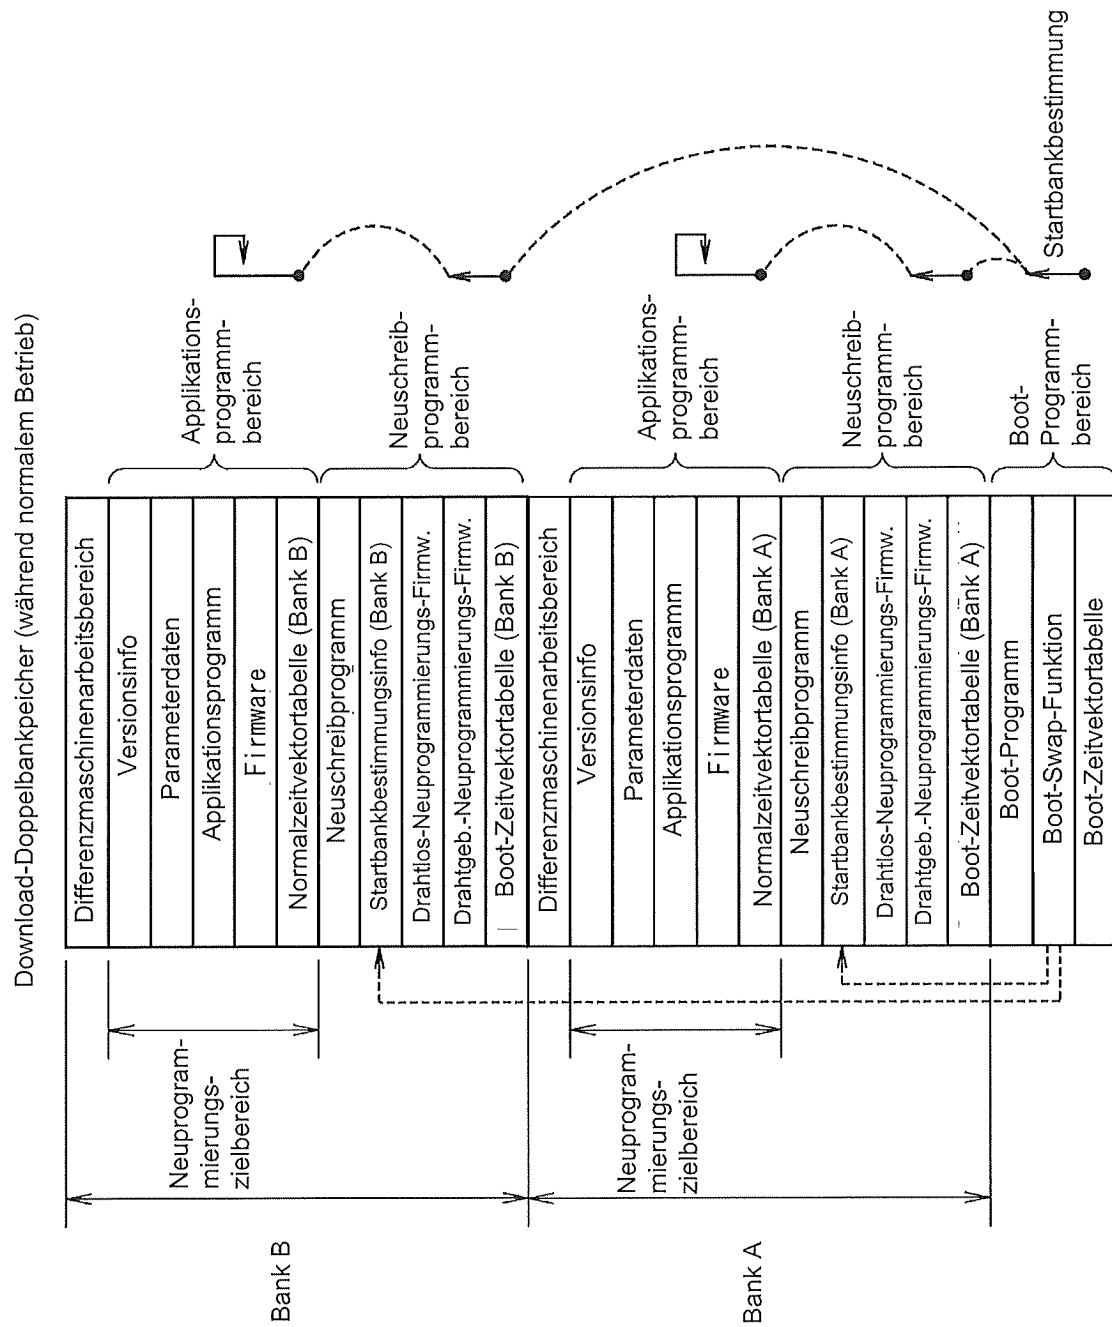 Download-Doppelbankpeicher (während normalem Betrieb)
Bank B
Neuprogram-
mierungs-
zielbereich
Differenzmaschinenarbeitsbereich
Versionsinfo
Parameterdaten
Applikationsprogramm
Firmware
Normalzeitvektortabelle (Bank B)
Neuschreibprogramm
Startbankbestimmungsinfo (Bank B)
Drahtlos-Neuprogrammierungs-Firmw.
Drahtgeb.-Neuprogrammierungs-Firmw.
Boot-Zeitvektortabelle (Bank B)
Applikations-
programm-
bereich
Neuschreib-
programm-
bereich
Bank A
Neuprogram-
mierungs-
zielbereich
Differenzmaschinenarbeitsbereich
Versionsinfo
Parameterdaten
Applikationsprogramm
Firmware
Normalzeitvektortabelle (Bank A)
Neuschreibprogramm
Startbankbestimmungsinfo (Bank A)
Drahtlos-Neuprogrammierungs-Firmw.
Drahtgeb.-Neuprogrammierungs-Firmw.
Boot-Zeitvektortabelle (Bank A)
Applikations-
programm-
bereich
Neuschreib-
programm-
bereich
Boot-Programm
Boot-Swap-Funktion
Boot-Zeitvektortabelle
Boot-
Programm-
bereich
Startbankbestimmung